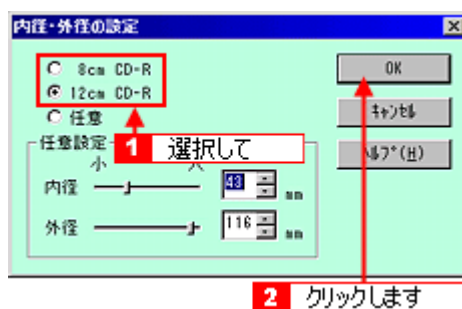 内径・外径の設定
8cm CD-R
12cm CD-R
任意
OK
キャンセル
ﾍﾙﾌﾟ(H)
任意設定
1 選択して
小 大
内径 43 mm
外径 116 mm
2 クリックします